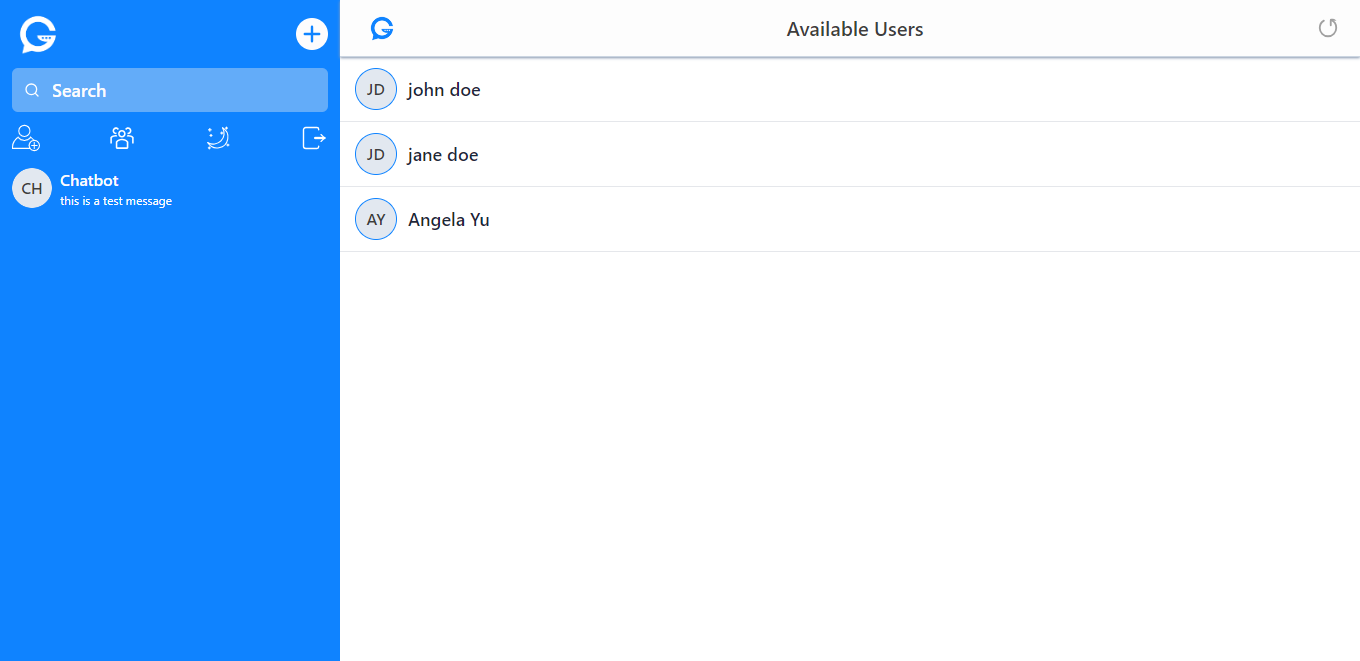 Search
CH
Chatbot
this is a test message
Available Users
JD
john doe
JD
jane doe
AY
Angela Yu